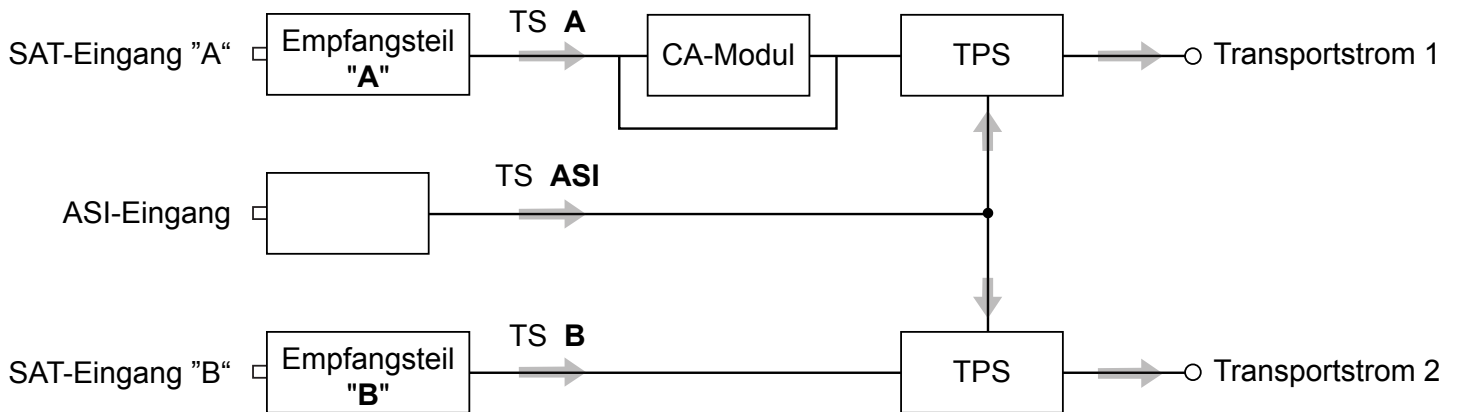 SAT-Eingang ”A“
Empfangsteil
"A"
TS A
CA-Modul
TPS
Transportstrom 1
ASI-Eingang
TS ASI
SAT-Eingang ”B“
Empfangsteil
"B"
TS B
TPS
Transportstrom 2